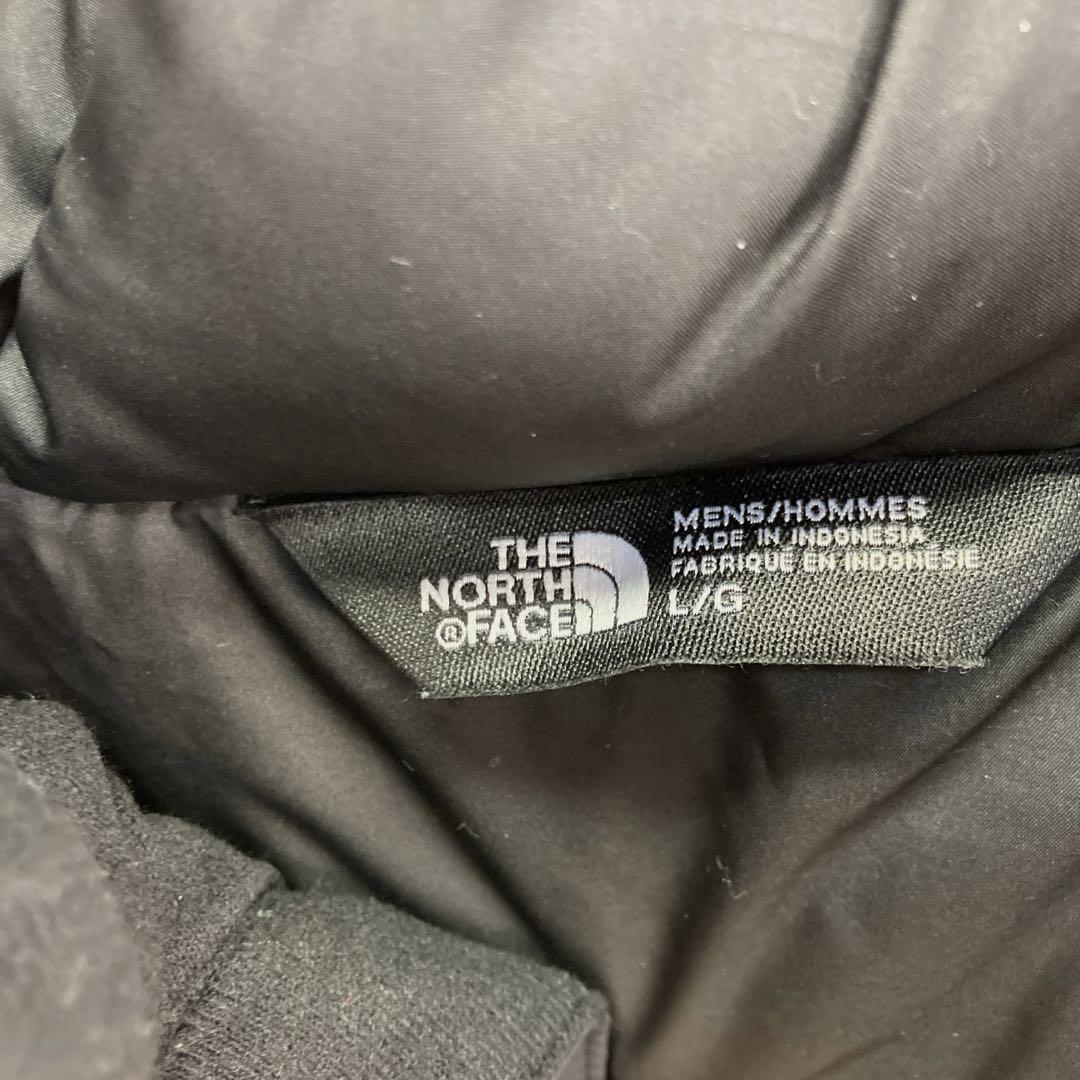 THE
NORTH
®FACE
MENS/HOMMES
MADE IN INDONESIA
FABRIQUÉ EN INDONÉSIE
L/G